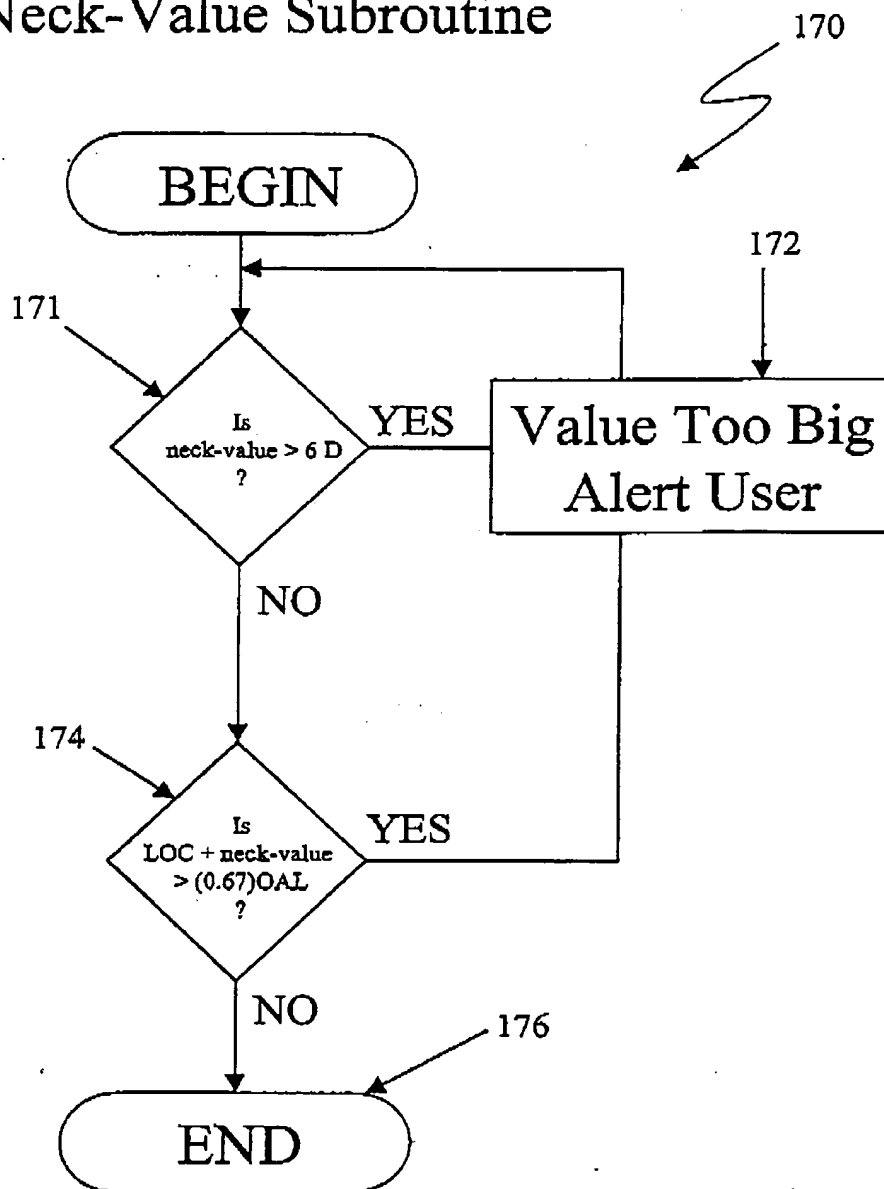 Neck-Value Subroutine
170
BEGIN
172
171
Is
neck-value > 6 D
?
YES
Value Too Big
Alert User
NO
174
Is
LOC + neck-value
> (0.67)OAL
?
YES
NO
176
END